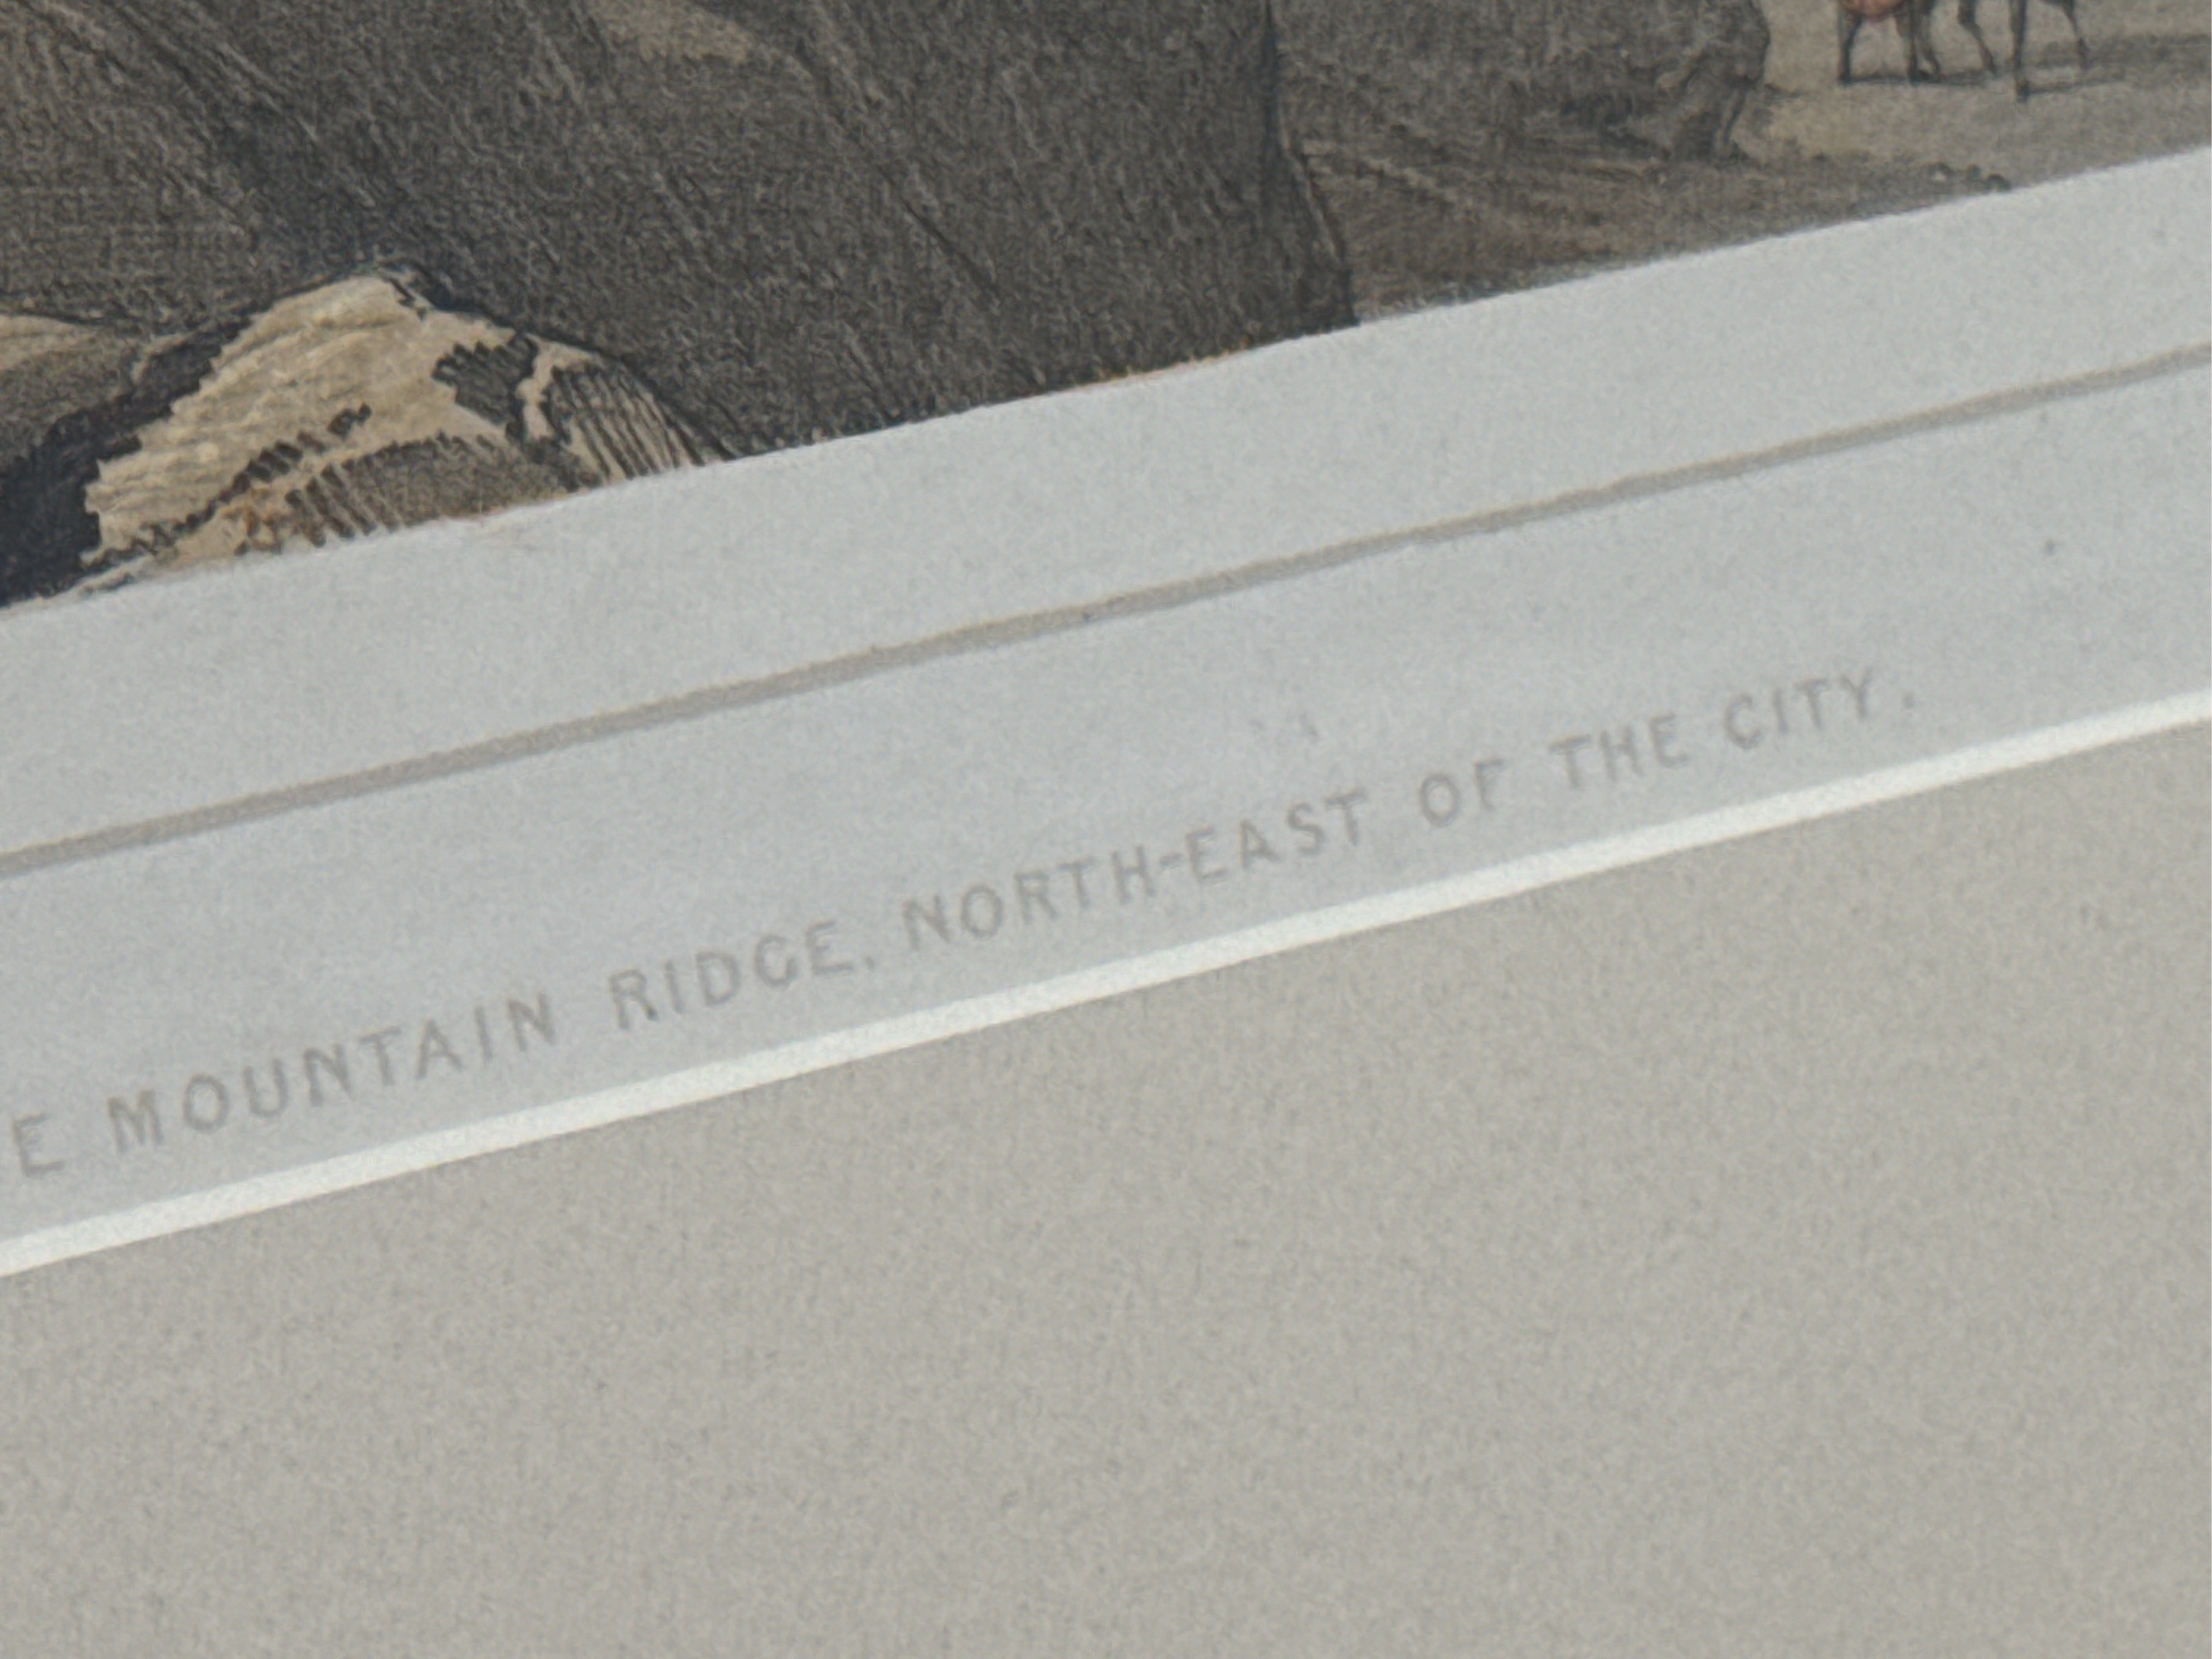 E MOUNTAIN RIDGE, NORTH-EAST OF THE CITY.